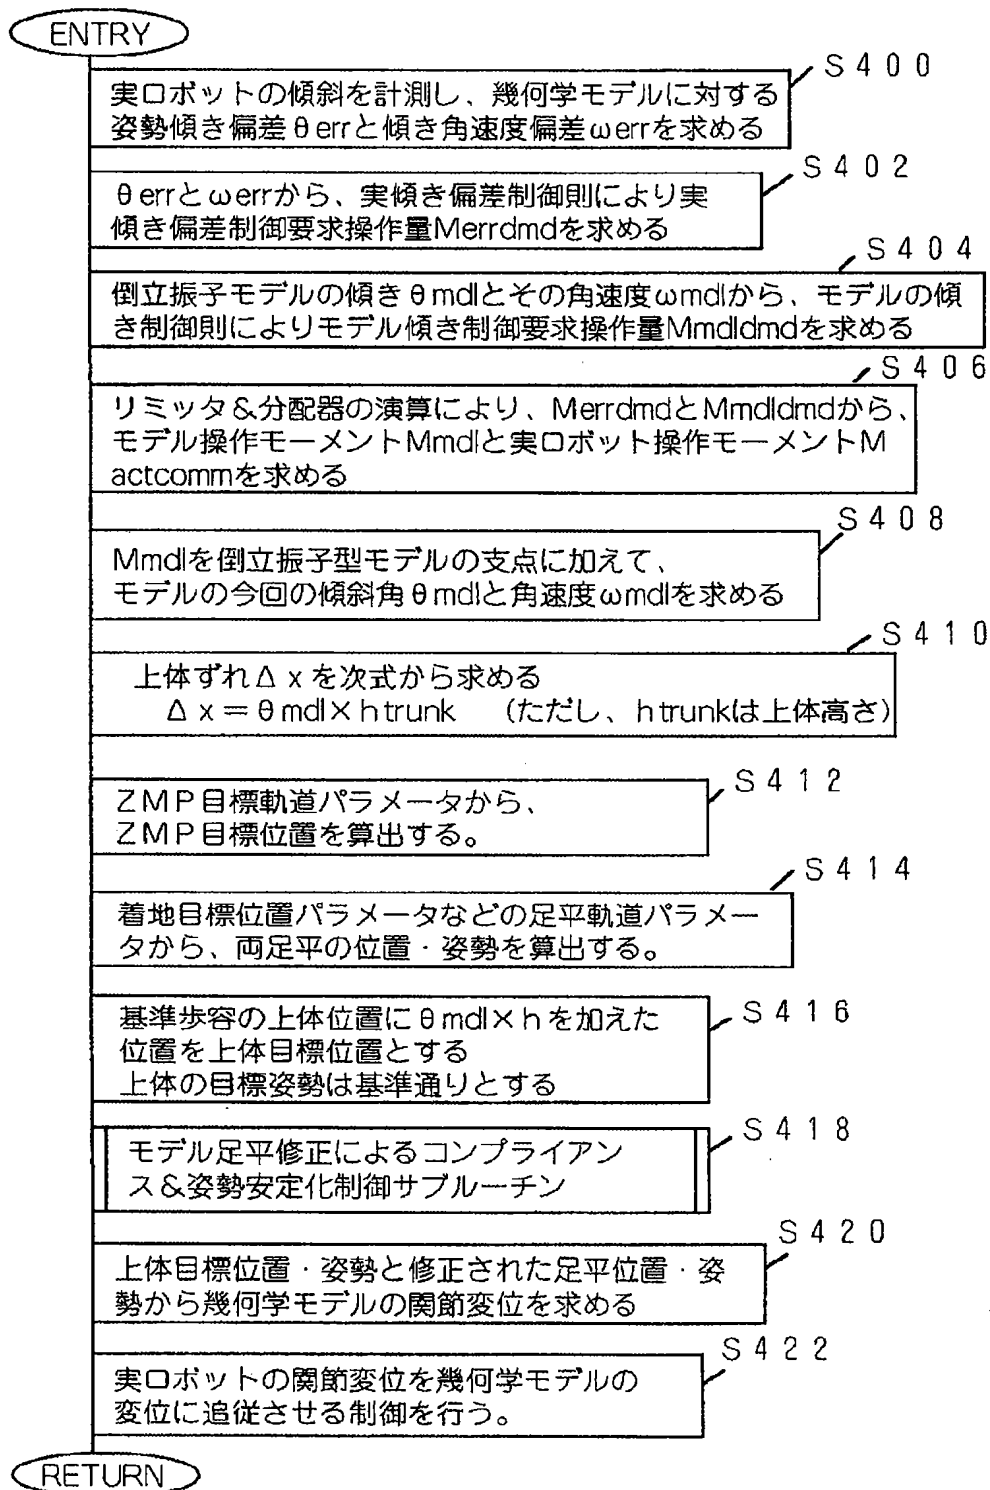 ENTRY
S400
実ロボットの傾斜を計測し、幾何学モデルに対する
姿勢傾き偏差θerrと傾き角速度偏差ωerrを求める
S402
θerrとωerrから、実傾き偏差制御則により実
傾き偏差制御要求操作量Merrdmdを求める
S404
倒立振子モデルの傾きθmdlとその角速度ωmdlから、モデルの傾
き制御則によりモデル傾き制御要求操作量Mmdldmdを求める
S406
リミッタ&分配器の演算により、MerrdmdとMmdldmdから、
モデル操作モーメントMmdlと実ロボット操作モーメントM
actcommを求める
S408
Mmdlを倒立振子型モデルの支点に加えて、
モデルの今回の傾斜角θmdlと角速度ωmdlを求める
S410
上体ずれΔxを次式から求める
Δx=θmdl×htrunk (ただし、htrunkは上体高さ)
S412
ZMP目標軌道パラメータから、
ZMP目標位置を算出する。
S414
着地目標位置パラメータなどの足平軌道パラメー
タから、両足平の位置・姿勢を算出する。
S416
基準歩容の上体位置にθmdl×hを加えた
位置を上体目標位置とする
上体の目標姿勢は基準通りとする
S418
モデル足平修正によるコンプライアン
ス&姿勢安定化制御サブルーチン
S420
上体目標位置・姿勢と修正された足平位置・姿
勢から幾何学モデルの関節変位を求める
S422
実ロボットの関節変位を幾何学モデルの
変位に追従させる制御を行う。
RETURN